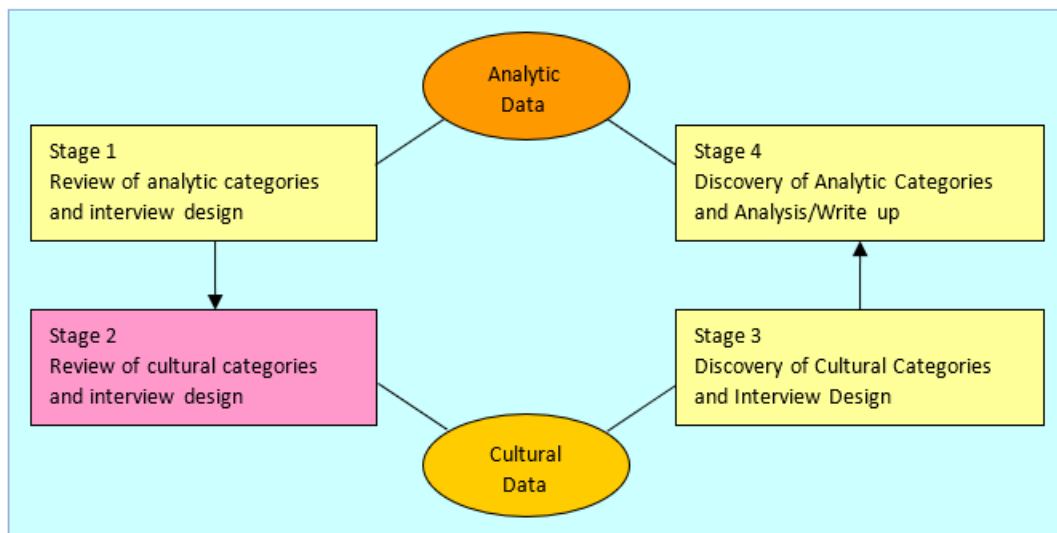 Analytic
Data
Stage 1
Review of analytic categories
and interview design
Stage 4
Discovery of Analytic Categories
and Analysis/Write up
Stage 2
Review of cultural categories
and interview design
Stage 3
Discovery of Cultural Categories
and Interview Design
Cultural
Data